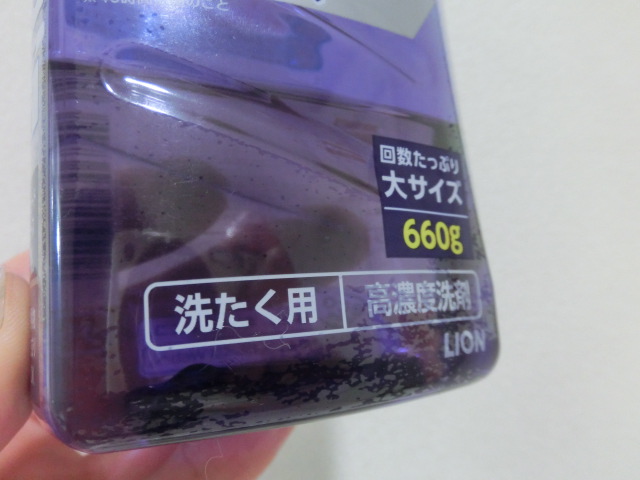 回数たっぷり
大サイズ
660g
洗たく用
高濃度洗剤
LION